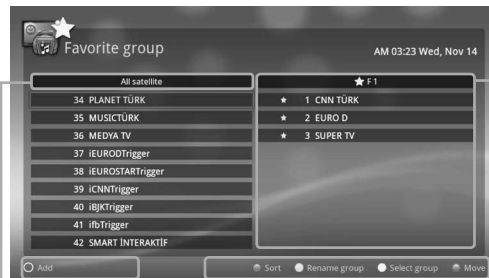 Favorite group
AM 03:23 Wed, Nov 14
All satellite
34 PLANET TÜRK
35 MUSICTÜRK
36 MEDYA TV
37 iEURODTrigger
38 iEUROSTARTrigger
39 iCNNTrigger
40 iBJKTrigger
41 ifbTrigger
42 SMART İNTERAKTİF
F1
1 CNN TÜRK
2 EURO D
3 SUPER TV
Add
Sort Rename group Select group Move